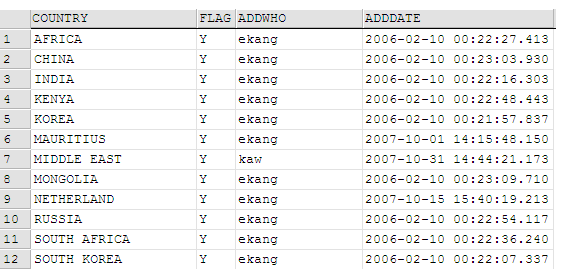 COUNTRY FLAG ADDWHO ADDDATE
1 AFRICA Y ekang 2006-02-10 00:22:27.413
2 CHINA Y ekang 2006-02-10 00:23:03.930
3 INDIA Y ekang 2006-02-10 00:22:16.303
4 KENYA Y ekang 2006-02-10 00:22:48.443
5 KOREA Y ekang 2006-02-10 00:21:57.837
6 MAURITIUS Y ekang 2007-10-01 14:15:48.150
7 MIDDLE EAST Y kaw 2007-10-31 14:44:21.173
8 MONGOLIA Y ekang 2006-02-10 00:23:09.710
9 NETHERLAND Y ekang 2007-10-15 15:40:19.213
10 RUSSIA Y ekang 2006-02-10 00:22:54.117
11 SOUTH AFRICA Y ekang 2006-02-10 00:22:36.240
12 SOUTH KOREA Y ekang 2006-02-10 00:22:07.337